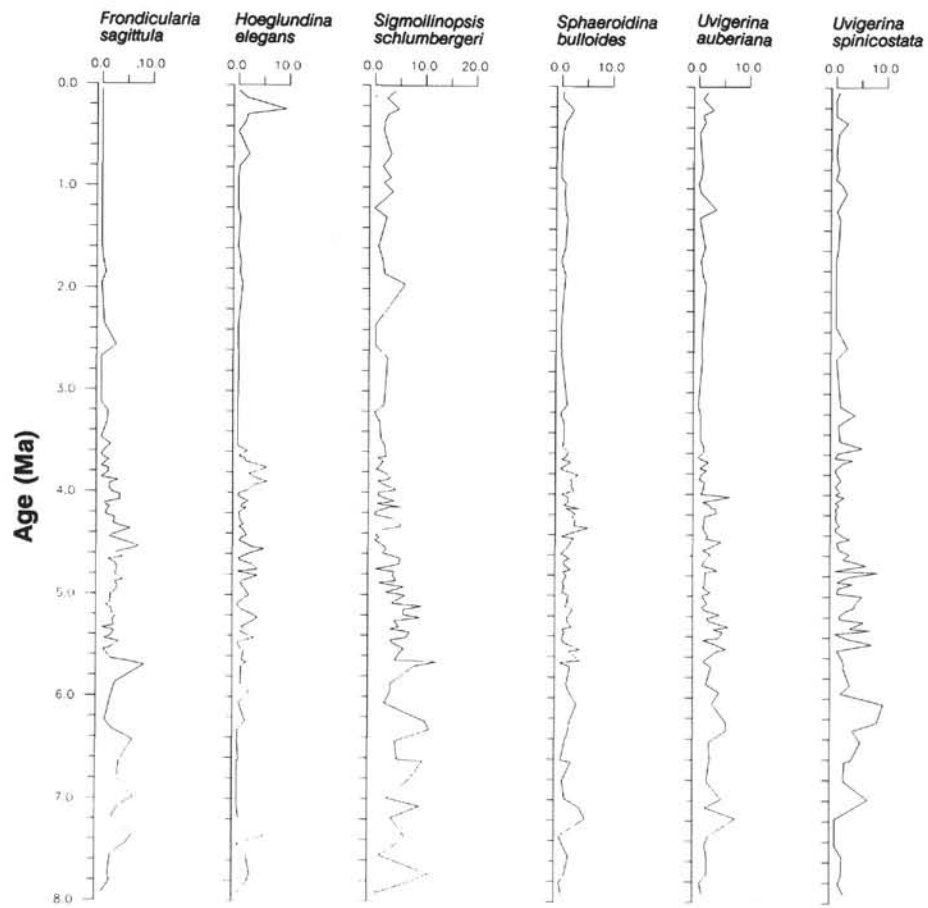 Frondicularia
sagittula
Hoeglundina
elegans
Sigmoilinopsis
schlumbergeri
Sphaeroidina
bulloides
Uvigerina
auberiana
Uvigerina
spinicostata
0.0 .10.0
0.0 10.0
0.0 10.0 20.0
0.0 10.0
0.0 10.0
0.0 10.0
0.0
1.0
2.0
3.0
4.0
5.0
6.0
7.0
8.0
Age (Ma)